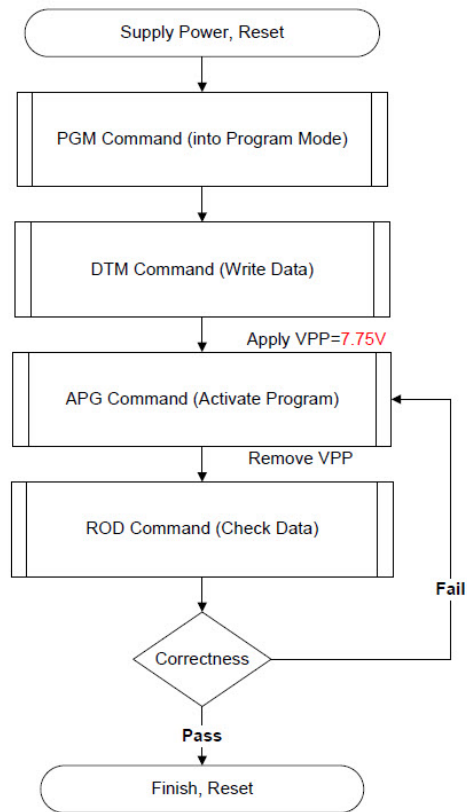 Supply Power, Reset
PGM Command (into Program Mode)
DTM Command (Write Data)
Apply VPP=7.75V
APG Command (Activate Program)
Remove VPP
ROD Command (Check Data)
Fail
Correctness
Pass
Finish, Reset